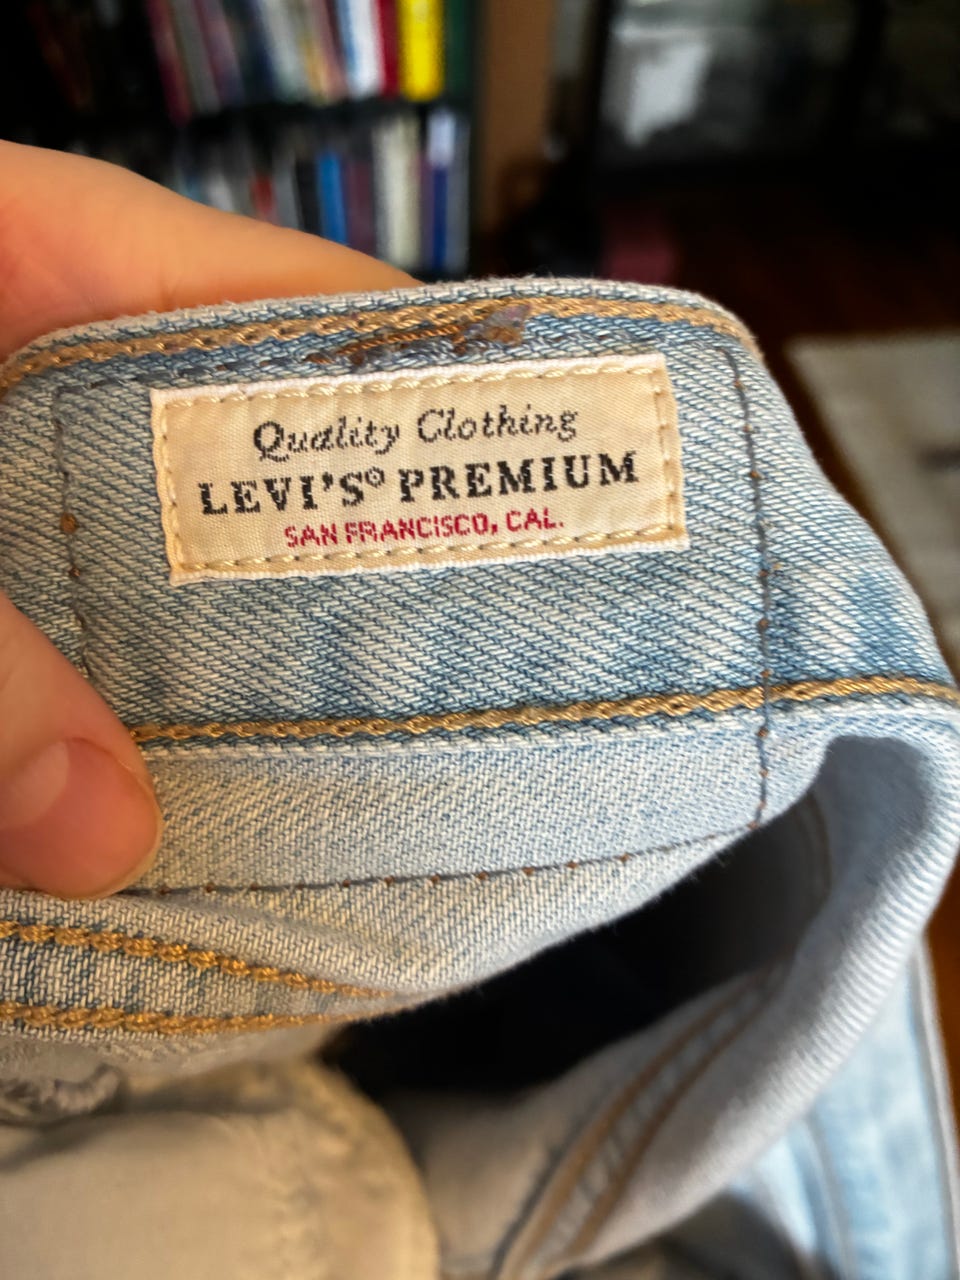 Quality Clothing
LEVI'S® PREMIUM
SAN FRANCISCO, CAL.